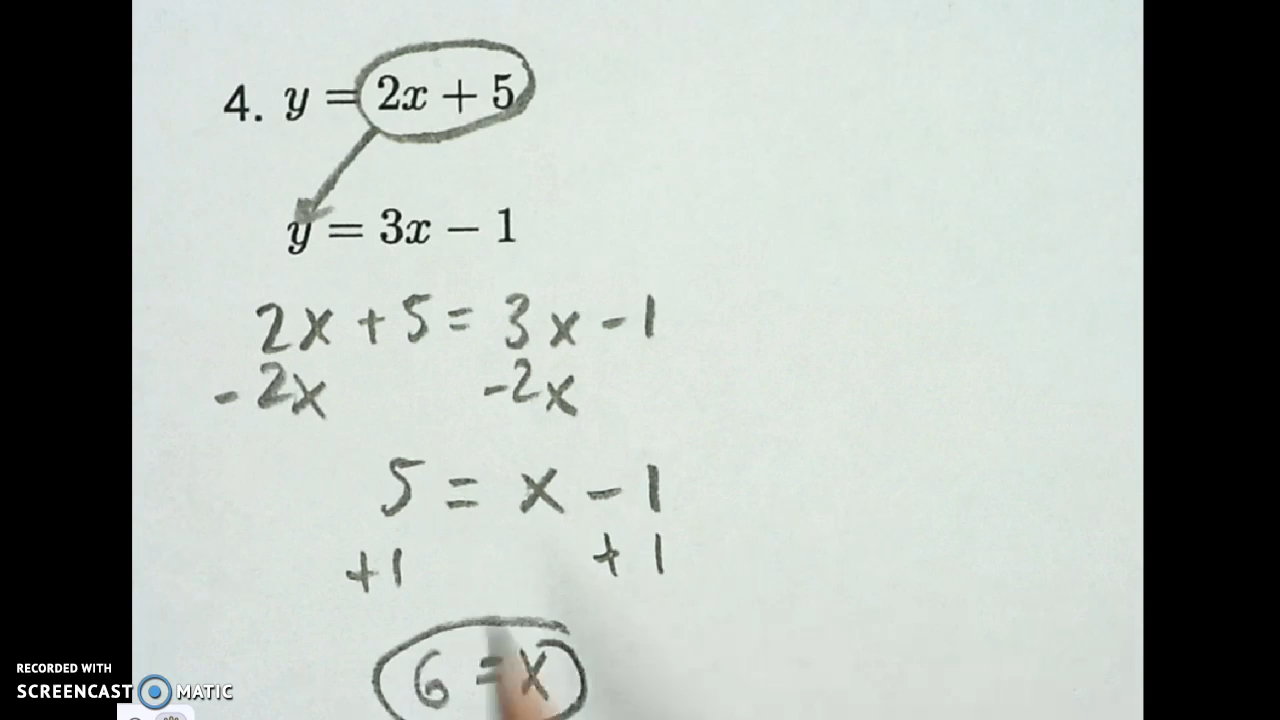 4. y = 2x + 5
y = 3x − 1
2x + 5 = 3x - 1
- 2x -2x
5 = x - 1
+1 + 1
6 = x
RECORDED WITH
SCREENCAST MATIC